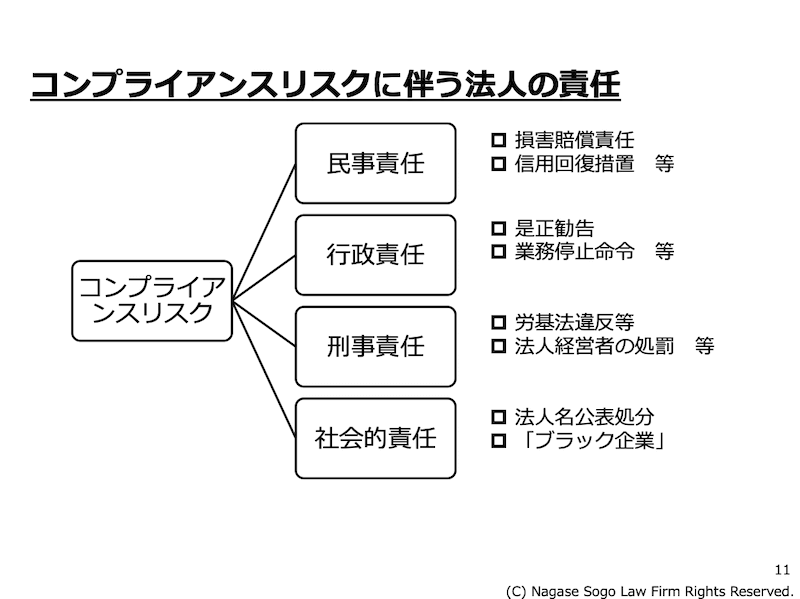 コンプライアンスリスクに伴う法人の責任
コンプライア
ンスリスク
民事責任
□ 損害賠償責任
□ 信用回復措置　等
行政責任
□ 是正勧告
□ 業務停止命令　等
刑事責任
□ 労基法違反等
□ 法人経営者の処罰　等
社会的責任
□ 法人名公表処分
□ 「ブラック企業」
11
(C) Nagase Sogo Law Firm Rights Reserved.